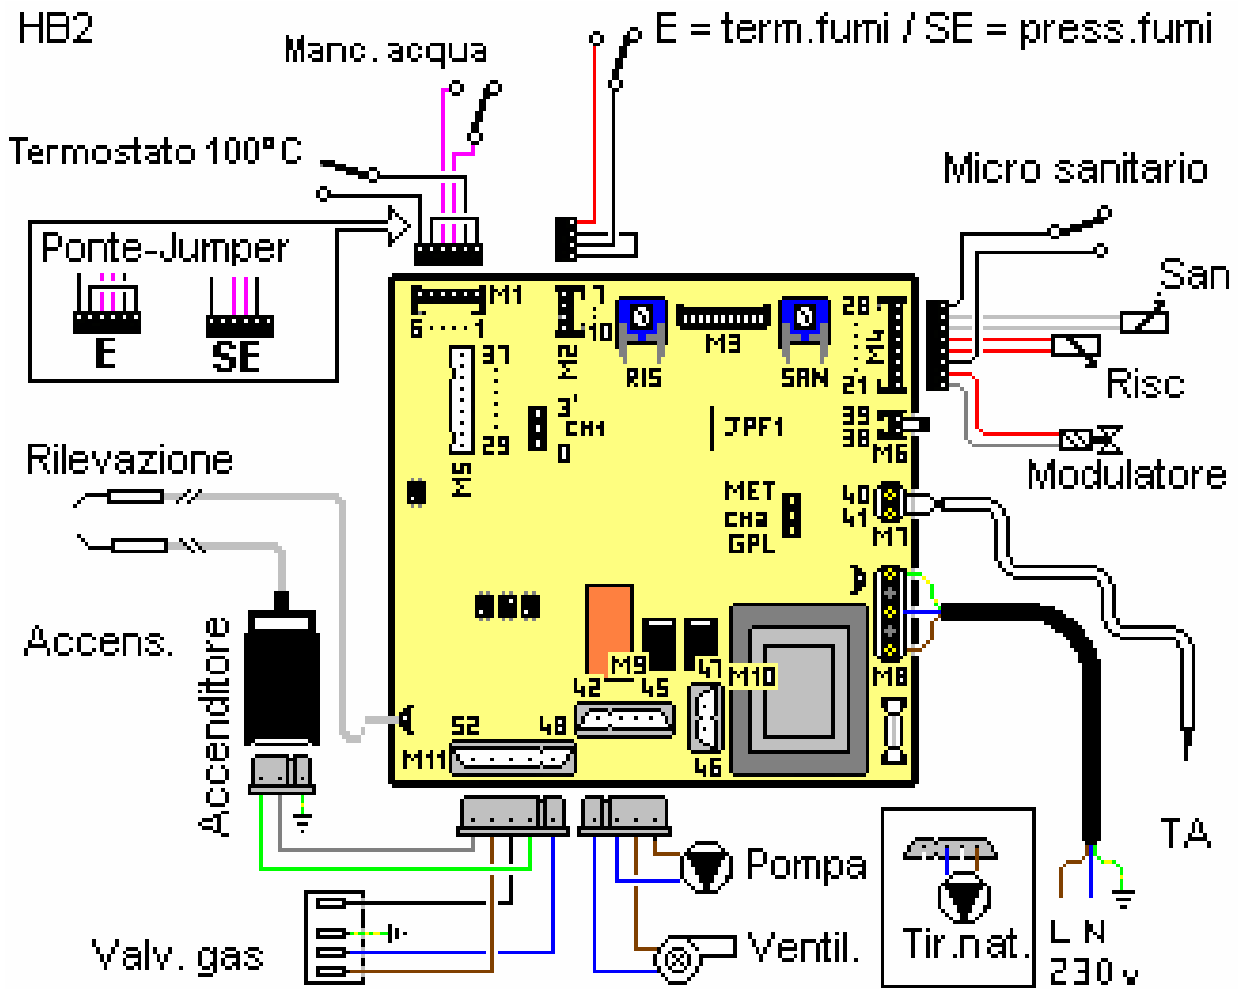 HB2
E = term.fumi / SE = press.fumi
Manc. acqua
Termostato 100°C
Micro sanitario
Ponte-Jumper
E
SE
San
Risc
Modulatore
M1
6.....1
7
10
M2
RIS
M3
SAN
28
21
M4
37
29
M5
3'
CH1
0
JPF1
39
38
M6
Rilevazione
MET
CH2
GPL
40
41
M7
Accens.
Accenditore
M8
M9
42
45
47
M10
46
52
48
M11
Pompa
Ventil.
Valv. gas
Tir.nat.
TA
L N
230 v